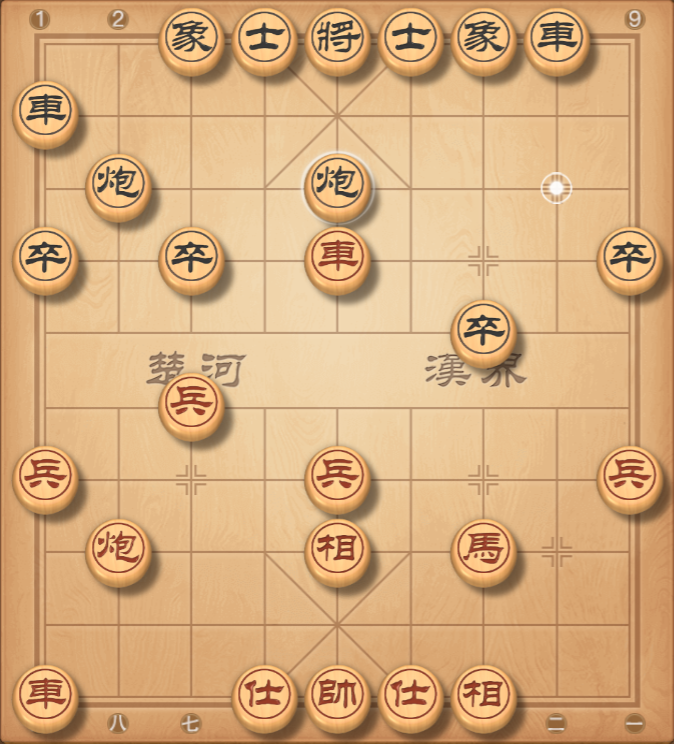 1 2 9
象 士 將 士 象 車
車
炮 炮
卒 卒 車 卒
卒
楚河 漢界
兵
兵 兵 兵
炮 相 馬
車 仕 帥 仕 相
八 七 二 一